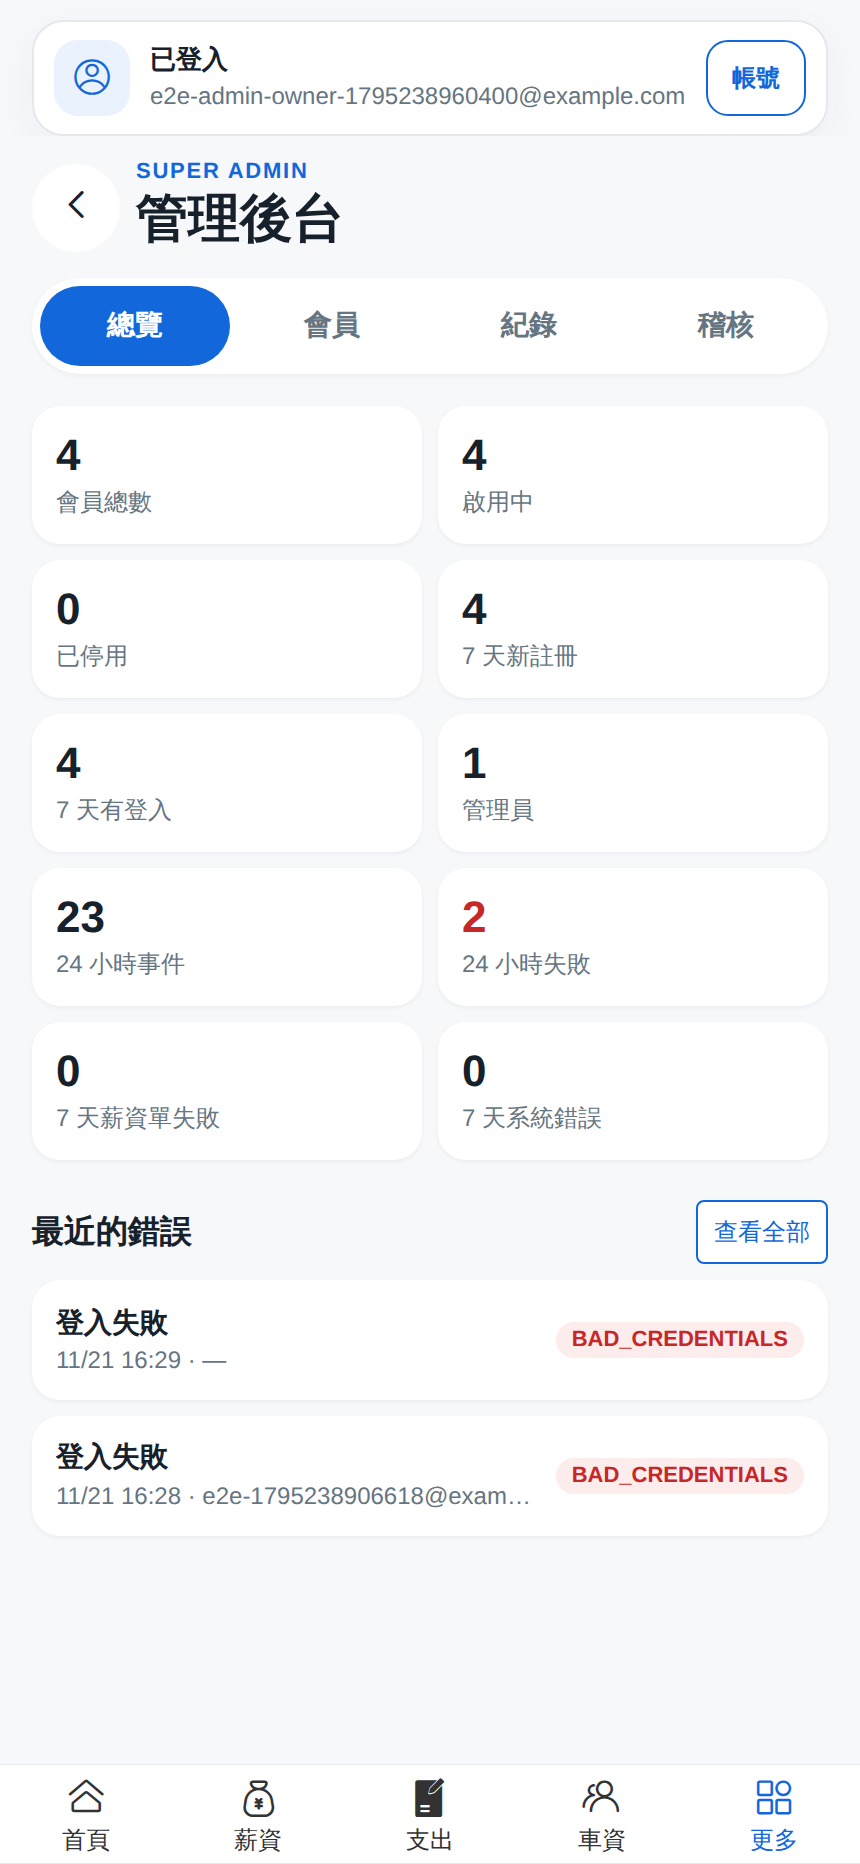 已登入
e2e-admin-owner-1795238960400@example.com
帳號
SUPER ADMIN
管理後台
總覽 會員 紀錄 稽核
4
會員總數
4
啟用中
0
已停用
4
7 天新註冊
4
7 天有登入
1
管理員
23
24 小時事件
2
24 小時失敗
0
7 天薪資單失敗
0
7 天系統錯誤
最近的錯誤
查看全部
登入失敗
11/21 16:29 · —
BAD_CREDENTIALS
登入失敗
11/21 16:28 · e2e-1795238906618@exam…
BAD_CREDENTIALS
首頁 薪資 支出 車資 更多